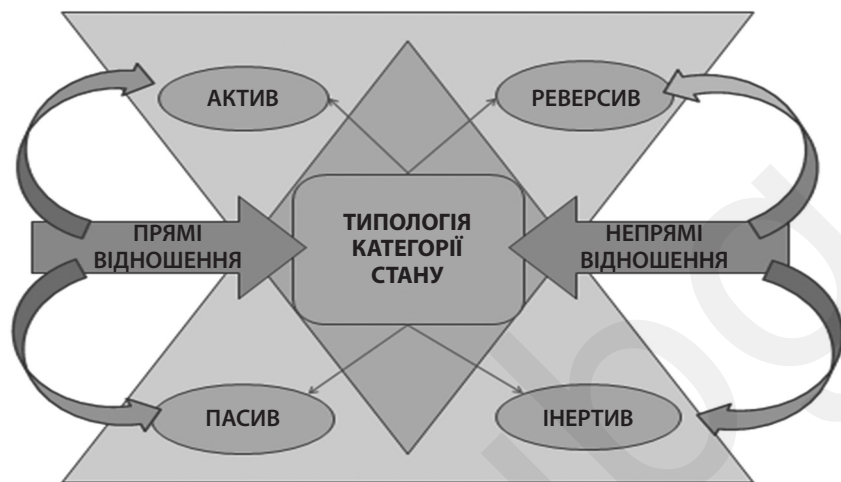 АКТИВ
РЕВЕРСИВ
ПРЯМІ
ВІДНОШЕННЯ
ТИПОЛОГІЯ
КАТЕГОРІЇ
СТАНУ
НЕПРЯМІ
ВІДНОШЕННЯ
ПАСИВ
ІНЕРТИВ